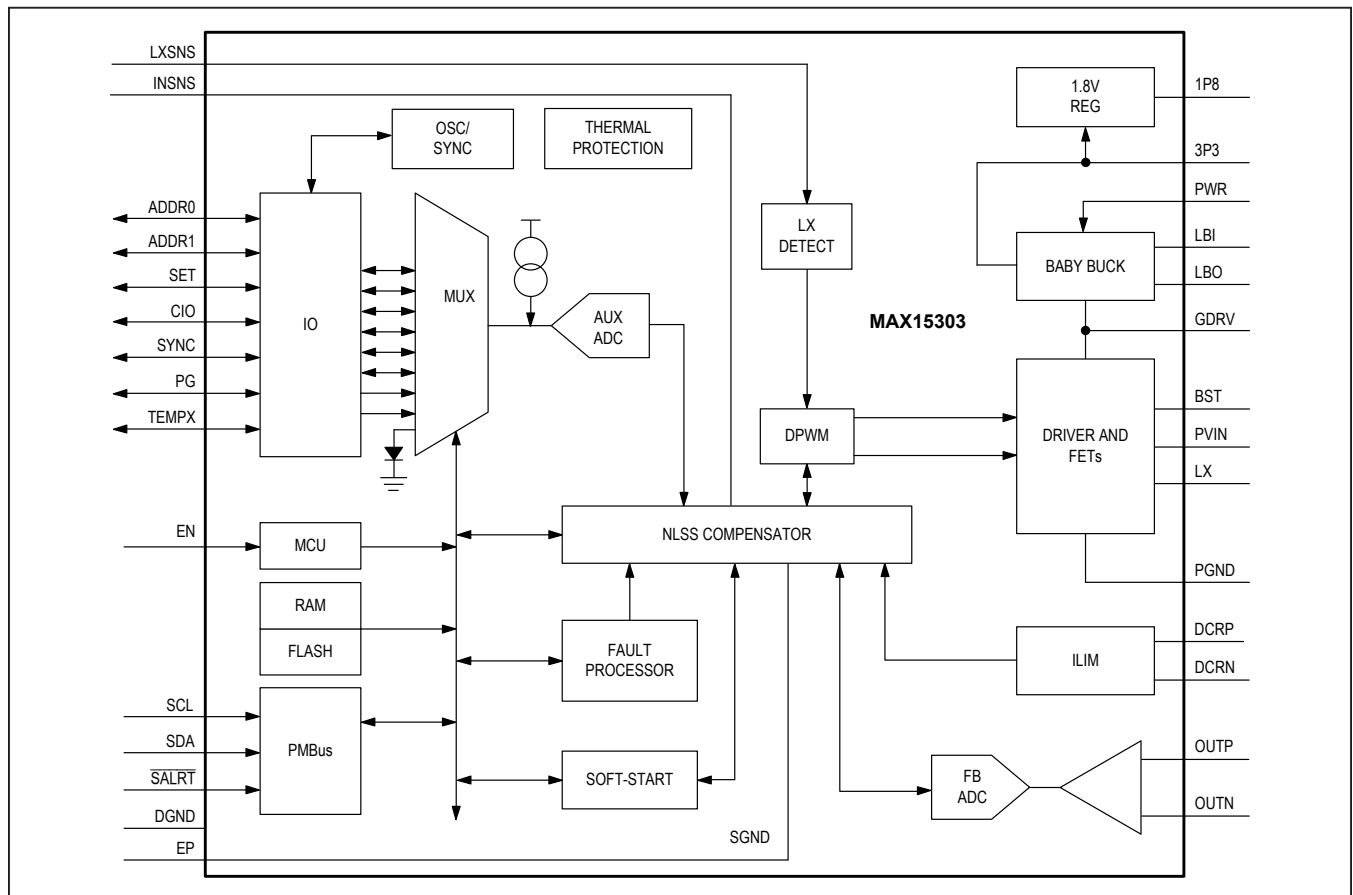 LXSNS
INSNS
OSC/
SYNC
THERMAL
PROTECTION
1.8V
REG
1P8
3P3
PWR
LBI
LBO
BABY BUCK
GDRV
ADDR0
ADDR1
SET
CIO
SYNC
PG
TEMPX
IO
MUX
AUX
ADC
LX
DETECT
MAX15303
DPWM
DRIVER AND
FETs
BST
PVIN
LX
PGND
EN
MCU
NLSS COMPENSATOR
RAM
FLASH
FAULT
PROCESSOR
ILIM
DCRP
DCRN
SCL
SDA
SALRT
PMBus
SOFT-START
FB
ADC
OUTP
OUTN
DGND
EP
SGND